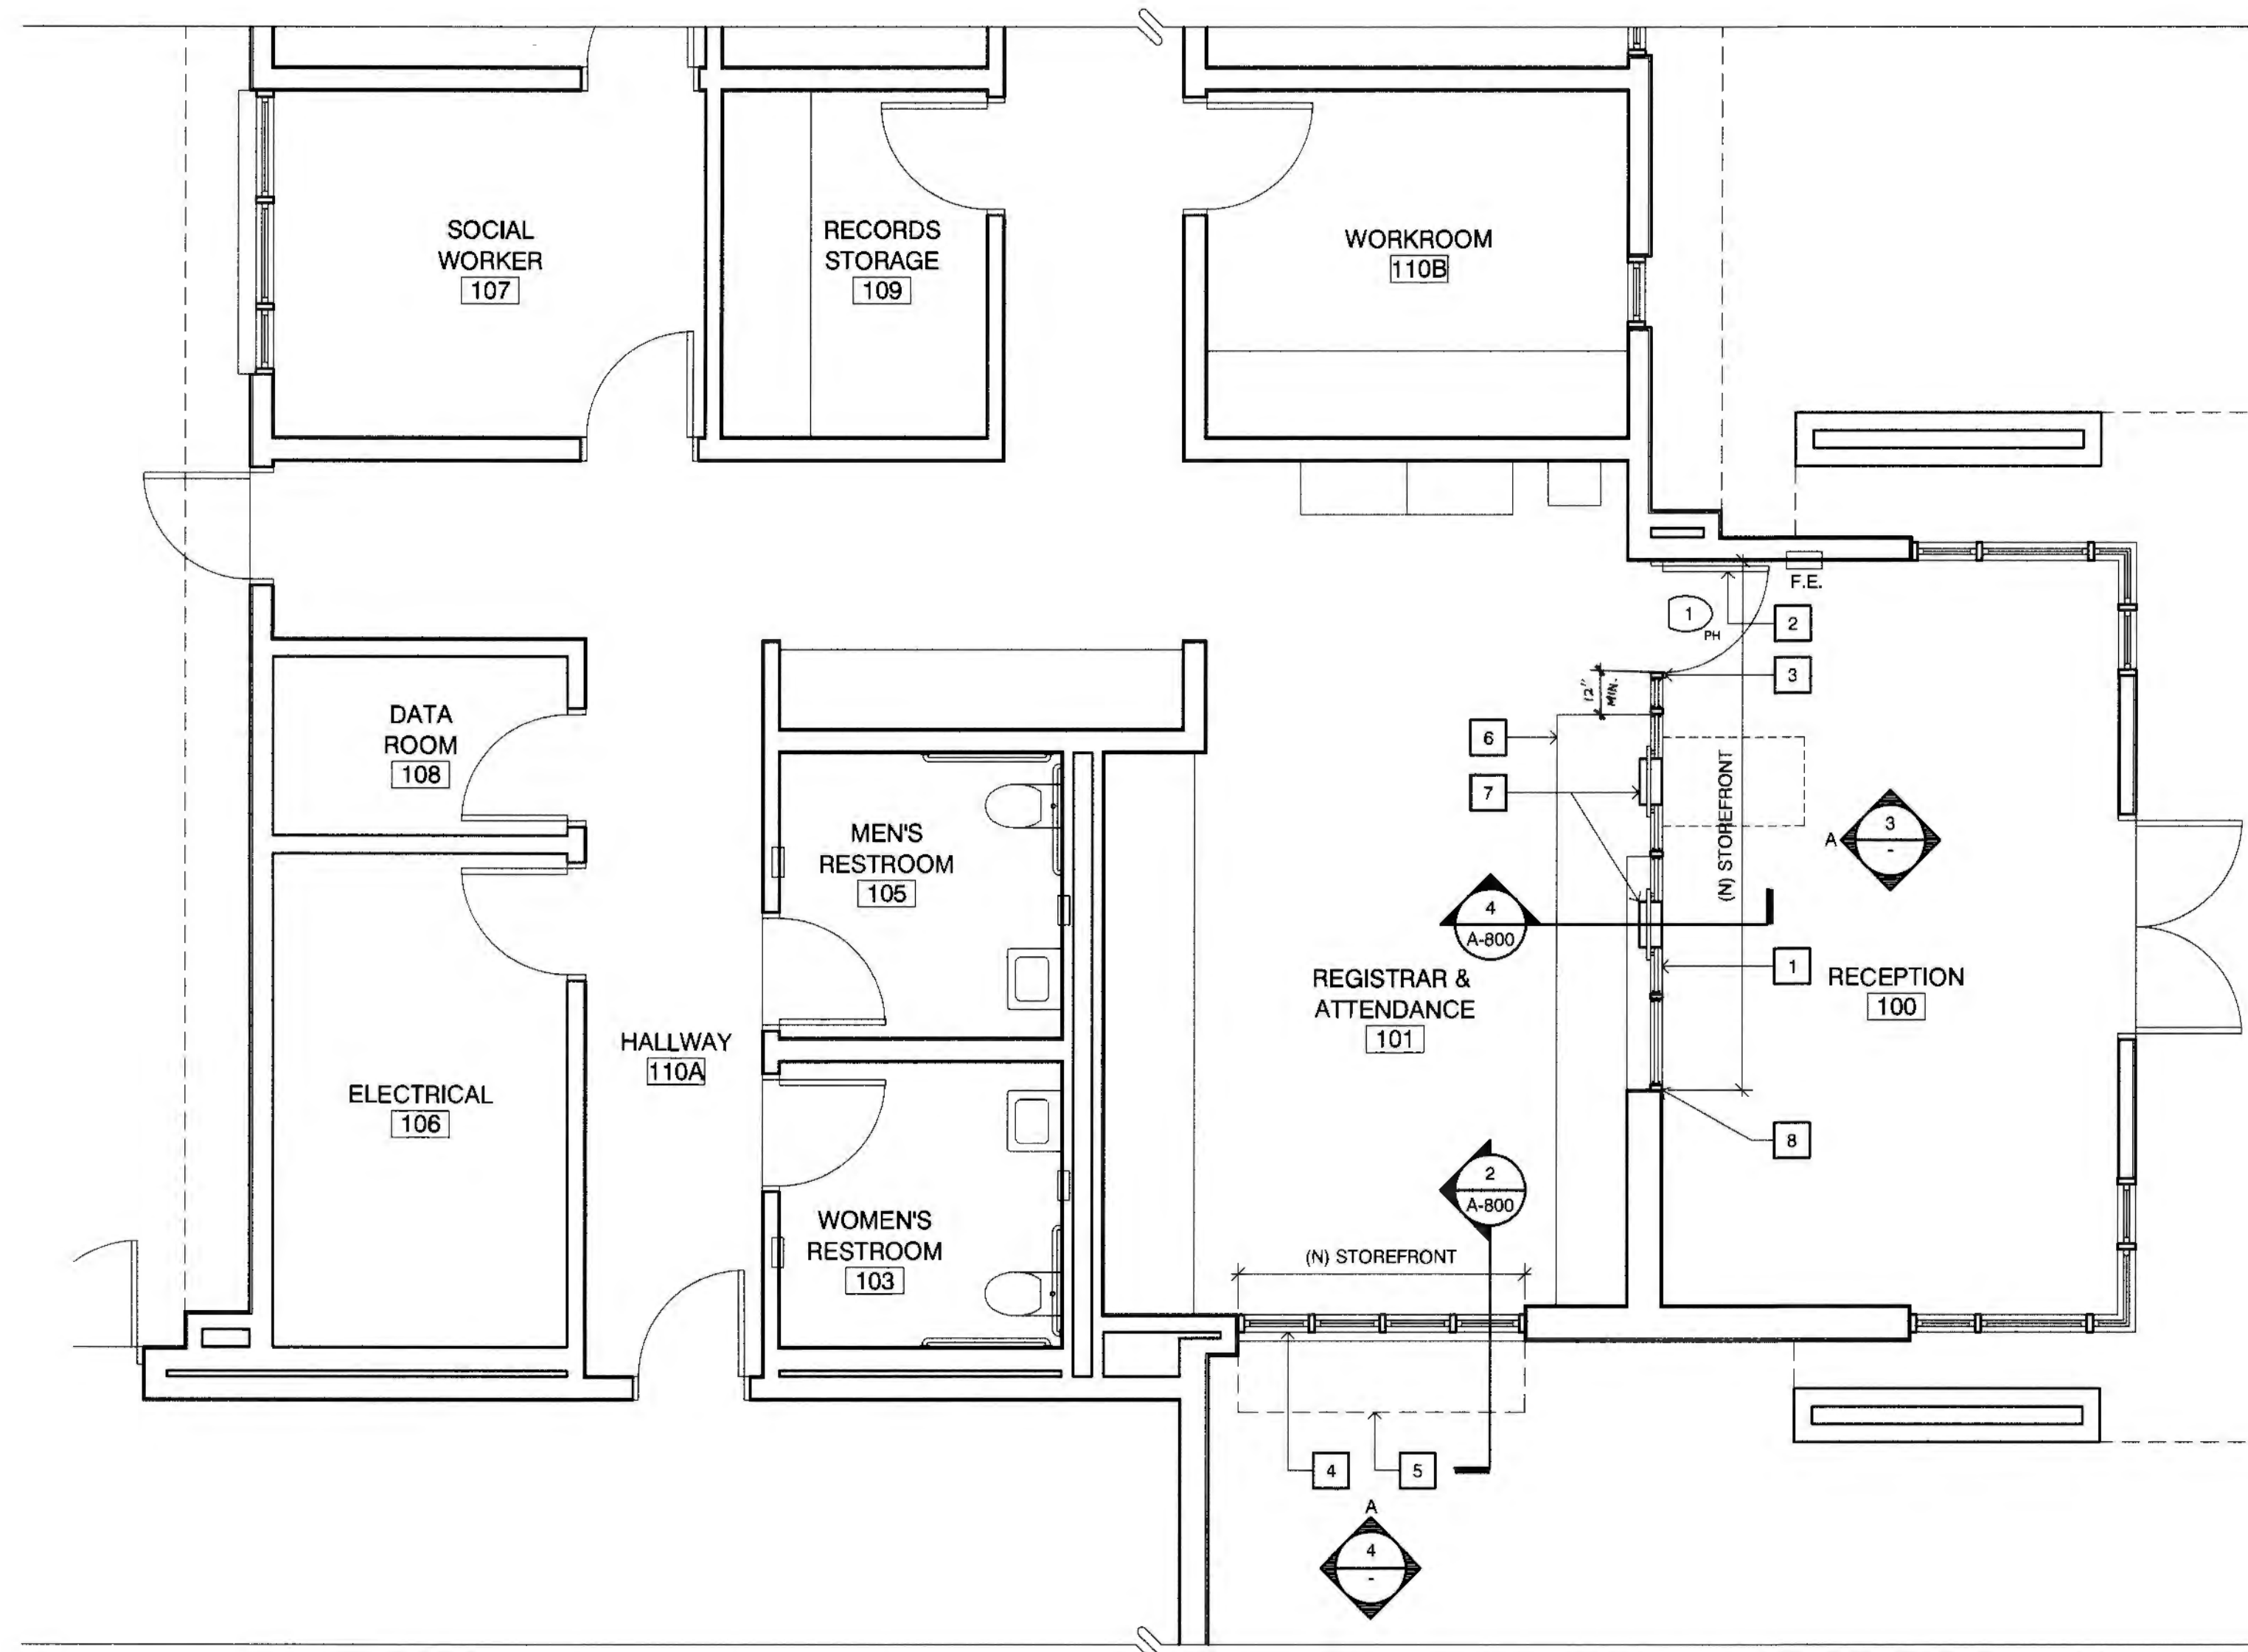 SOCIAL
WORKER
107
RECORDS
STORAGE
109
WORKROOM
110B
F.E.
1
PH
2
3
12"
MIN.
DATA
ROOM
108
6
7
(N) STOREFRONT
MEN'S
RESTROOM
105
3
-
A
4
A-800
1
REGISTRAR &
ATTENDANCE
101
RECEPTION
100
HALLWAY
110A
ELECTRICAL
106
8
2
A-800
WOMEN'S
RESTROOM
103
(N) STOREFRONT
4
5
A
4
-